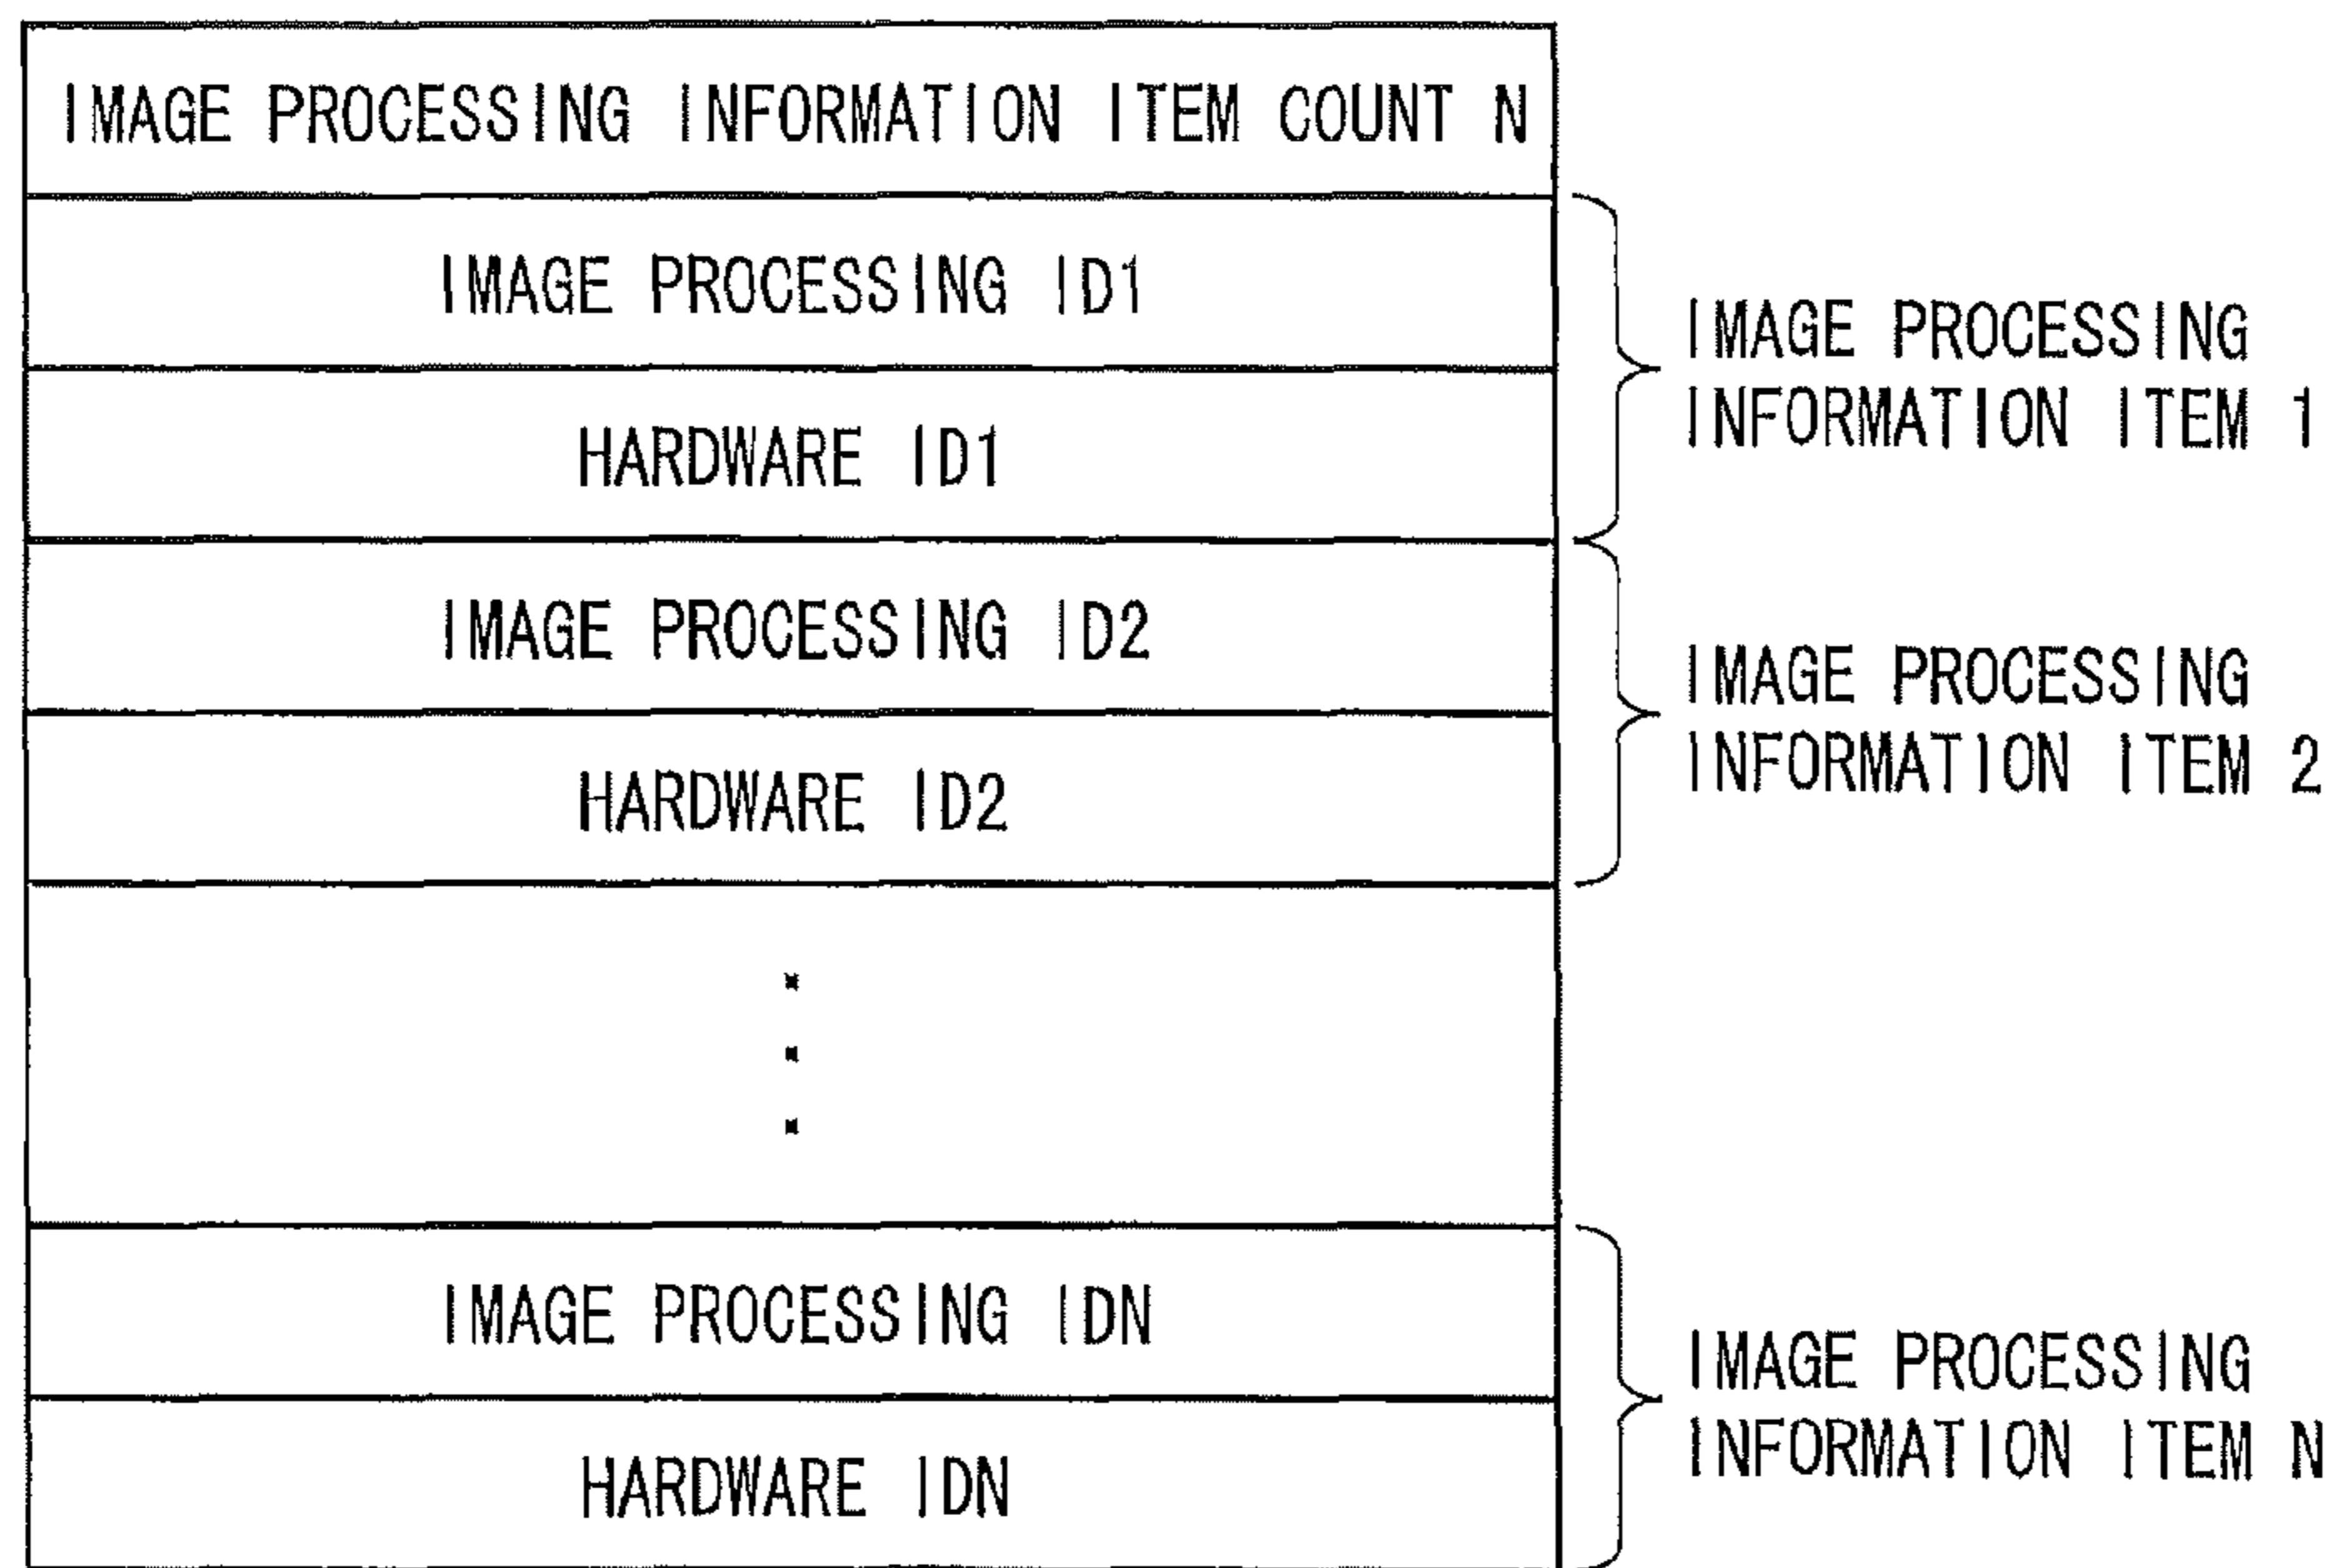 IMAGE PROCESSING INFORMATION ITEM COUNT N
IMAGE PROCESSING ID1
HARDWARE ID1
IMAGE PROCESSING
INFORMATION ITEM 1
IMAGE PROCESSING ID2
HARDWARE ID2
IMAGE PROCESSING
INFORMATION ITEM 2
IMAGE PROCESSING IDN
HARDWARE IDN
IMAGE PROCESSING
INFORMATION ITEM N